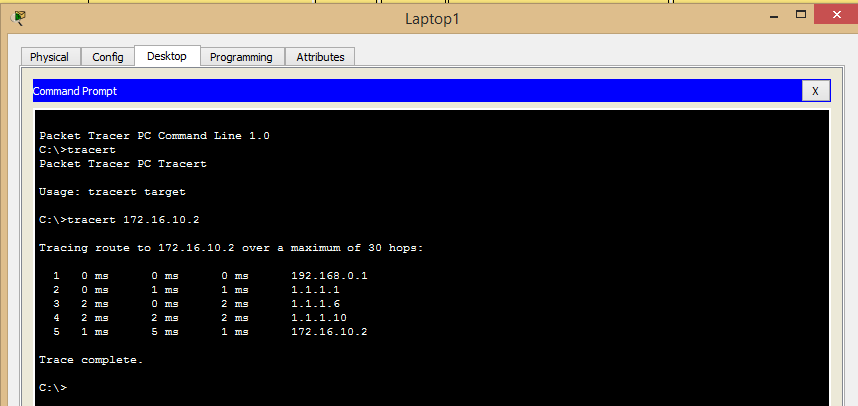 Laptop1
Physical Config Desktop Programming Attributes
Command Prompt X
Packet Tracer PC Command Line 1.0
C:\>tracert
Packet Tracer PC Tracert
Usage: tracert target
C:\>tracert 172.16.10.2
Tracing route to 172.16.10.2 over a maximum of 30 hops:
1 0 ms 0 ms 0 ms 192.168.0.1
2 0 ms 1 ms 1 ms 1.1.1.1
3 2 ms 0 ms 2 ms 1.1.1.6
4 2 ms 2 ms 2 ms 1.1.1.10
5 1 ms 5 ms 1 ms 172.16.10.2
Trace complete.
C:\>